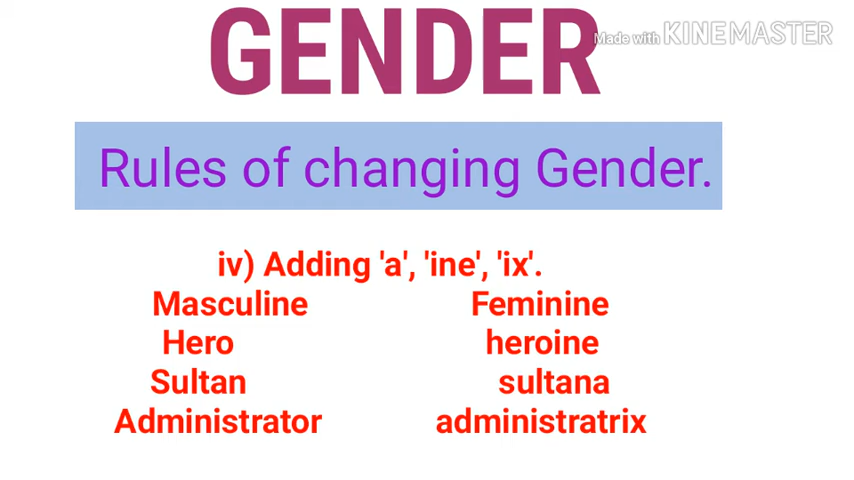 GENDER
Made with KINEMASTER
Rules of changing Gender.
iv) Adding 'a', 'ine', 'ix'.
Masculine Feminine
Hero heroine
Sultan sultana
Administrator administratrix